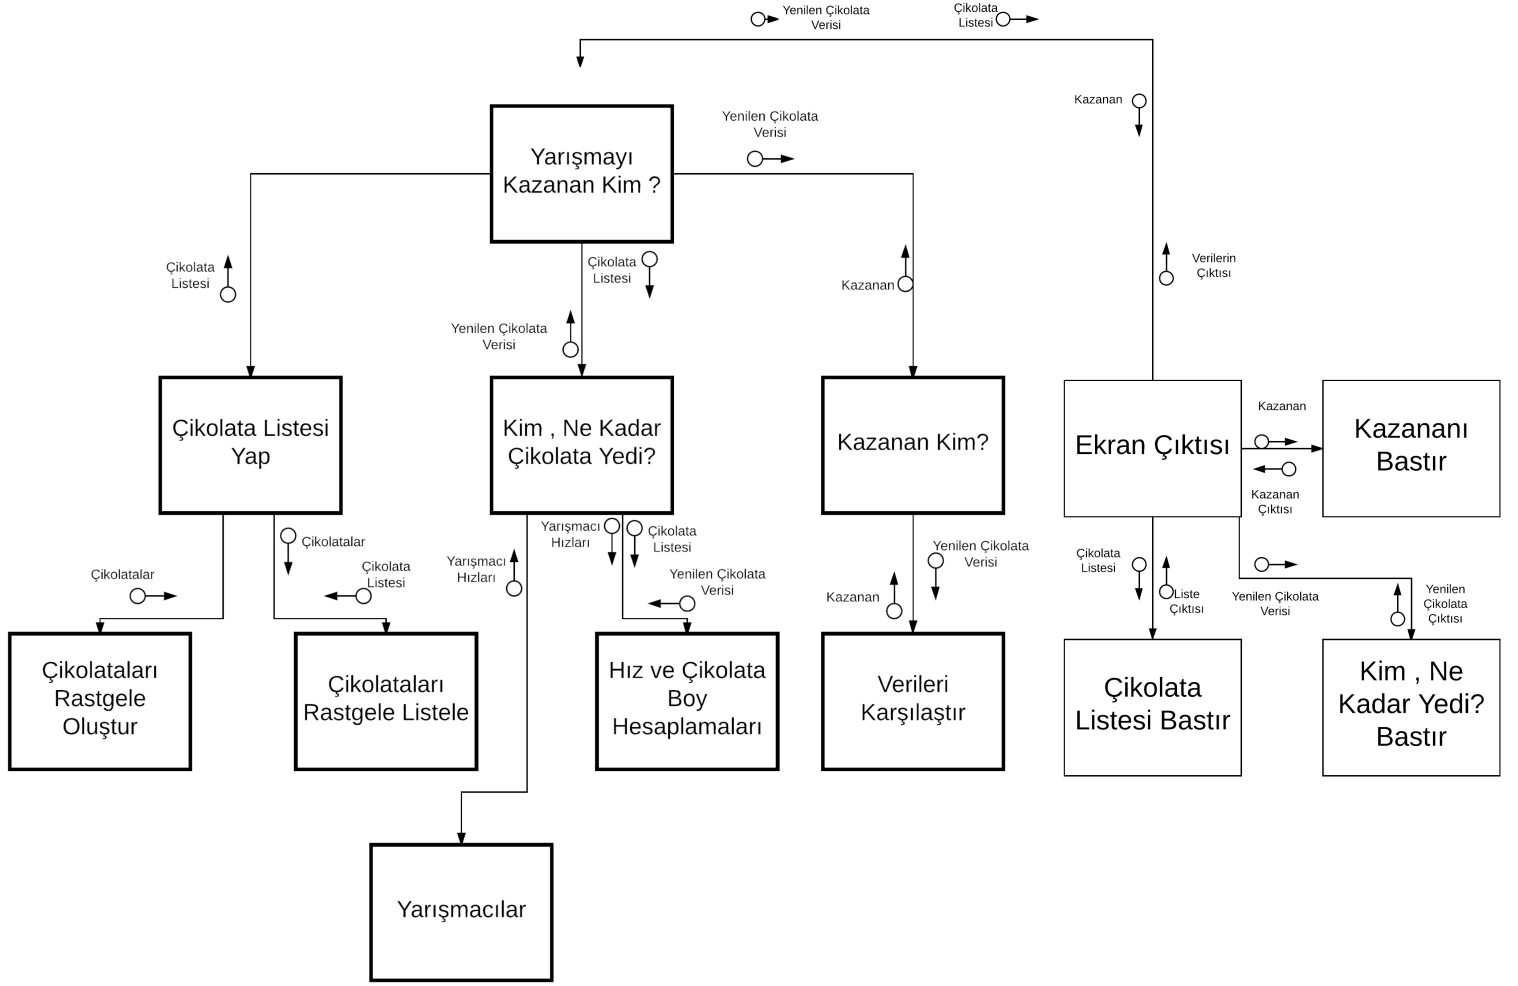 Yenilen Çikolata
Verisi
Çikolata
Listesi
Kazanan
Yenilen Çikolata
Verisi
Yarışmayı
Kazanan Kim ?
Çikolata
Listesi
Çikolata
Listesi
Kazanan
Verilerin
Çıktısı
Yenilen Çikolata
Verisi
Çikolata Listesi
Yap
Kim , Ne Kadar
Çikolata Yedi?
Kazanan Kim?
Ekran Çıktısı
Kazanan
Kazanan
Çıktısı
Kazananı
Bastır
Çikolatalar
Çikolatalar
Çikolata
Listesi
Yarışmacı
Hızları
Yarışmacı
Hızları
Çikolata
Listesi
Yenilen Çikolata
Verisi
Kazanan
Yenilen Çikolata
Verisi
Çikolata
Listesi
Liste
Çıktısı
Yenilen Çikolata
Verisi
Yenilen
Çikolata
Çıktısı
Çikolataları
Rastgele
Oluştur
Çikolataları
Rastgele Listele
Hız ve Çikolata
Boy
Hesaplamaları
Verileri
Karşılaştır
Çikolata
Listesi Bastır
Kim , Ne
Kadar Yedi?
Bastır
Yarışmacılar